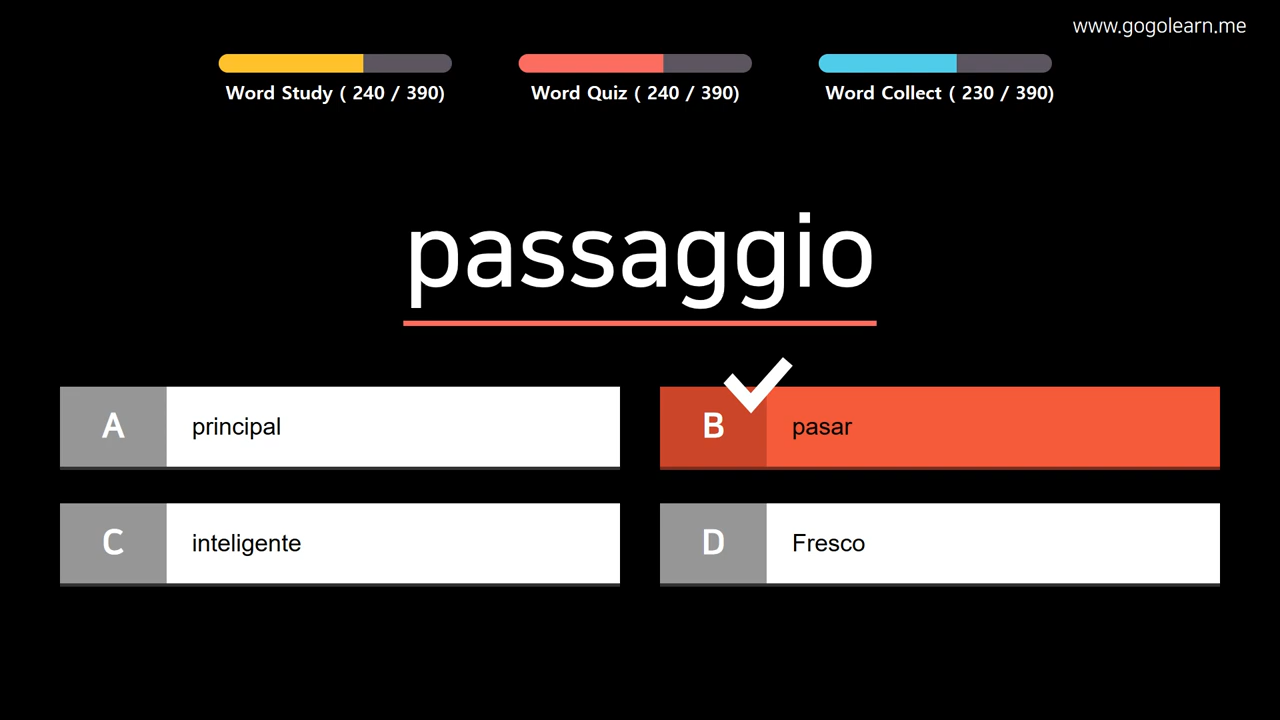 www.gogolearn.me
Word Study ( 240 / 390)
Word Quiz ( 240 / 390)
Word Collect ( 230 / 390)
passaggio
A principal
B pasar
C inteligente
D Fresco